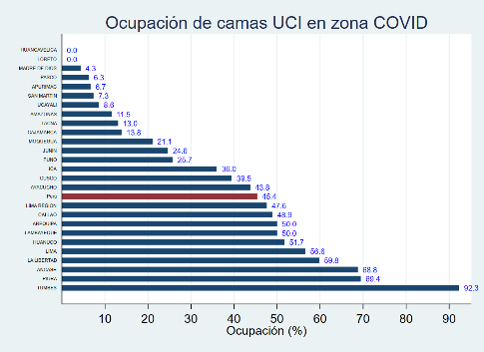 Ocupación de camas UCI en zona COVID
HUANCAVELICA 0.0
LORETO 0.0
MADRE DE DIOS 4.3
PASCO 6.3
APURIMAC 6.7
SAN MARTIN 7.3
UCAYALI 8.6
AMAZONAS 11.5
TACNA 13.0
CAJAMARCA 13.8
MOQUEGUA 21.1
JUNIN 24.6
PUNO 25.7
ICA 36.0
CUSCO 39.5
AYACUCHO 43.8
Perú 45.4
LIMA REGION 47.6
CALLAO 48.9
AREQUIPA 50.0
LAMBAYEQUE 50.0
HUANUCO 51.7
LIMA 56.6
LA LIBERTAD 59.8
ANCASH 68.8
PIURA 69.4
TUMBES 92.3
10 20 30 40 50 60 70 80 90
Ocupación (%)